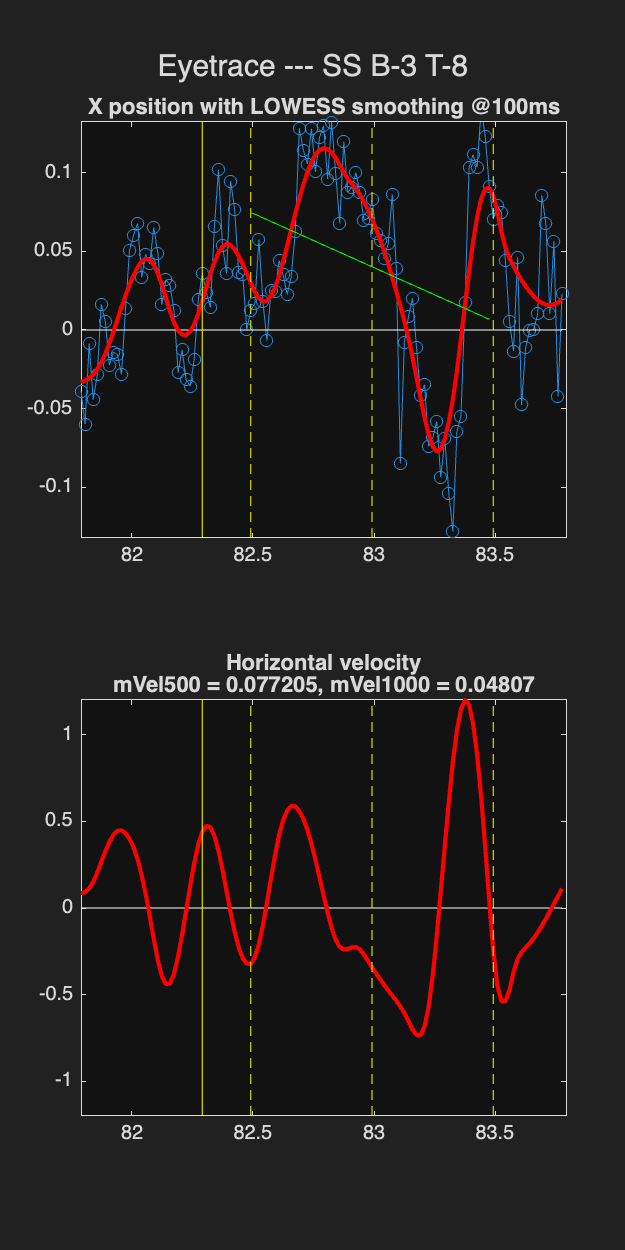 Eyetrace --- SS B-3 T-8
X position with LOWESS smoothing @100ms
0.1
0.05
0
-0.05
-0.1
82 82.5 83 83.5
Horizontal velocity
mVel500 = 0.077205, mVel1000 = 0.04807
1
0.5
0
-0.5
-1
82 82.5 83 83.5